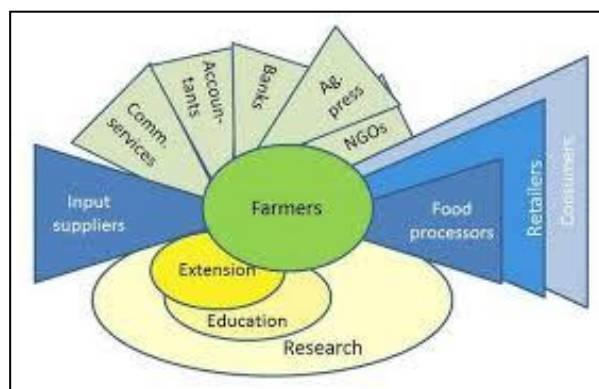 Comm.
services
Accoun-
tants
Banks
Ag.
press
NGOs
Input
suppliers
Farmers
Food
processors
Retailers
Consumers
Extension
Education
Research